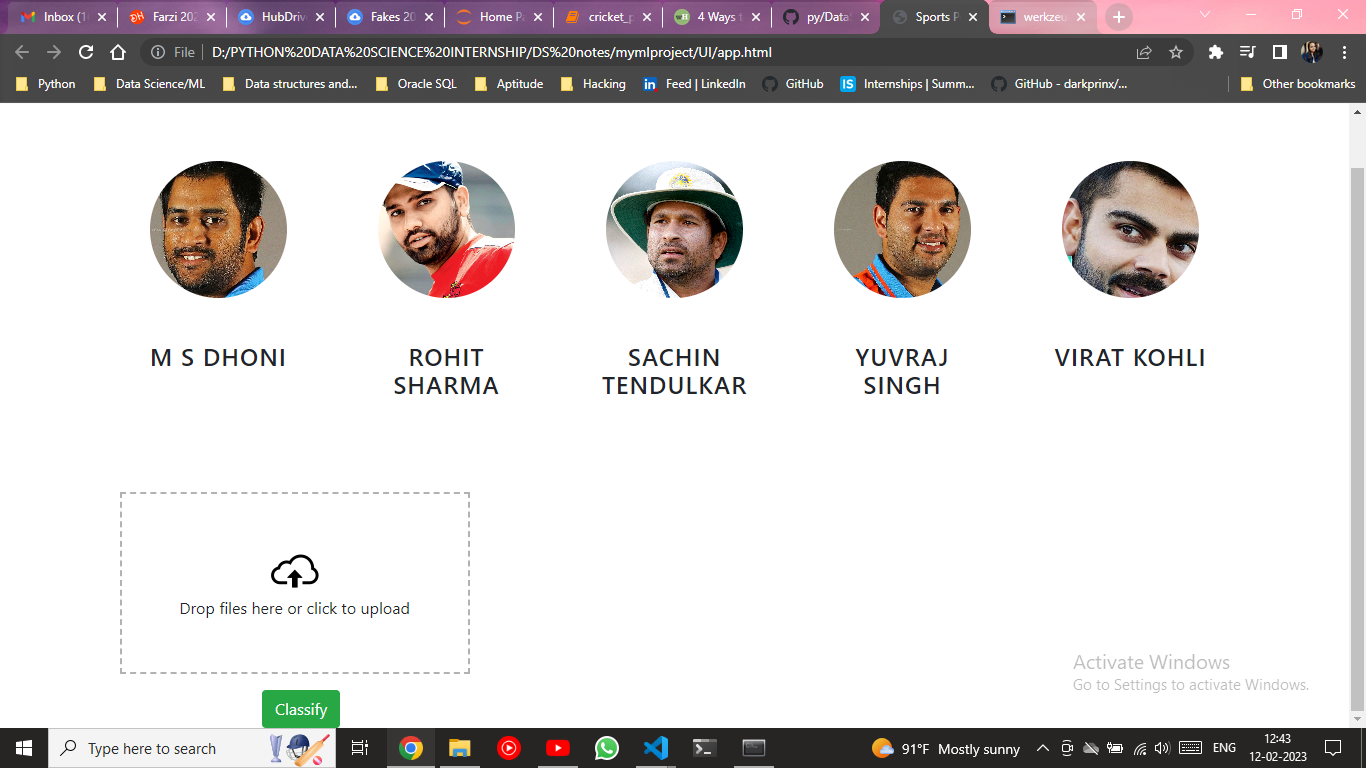 Inbox (1
Farzi 202
HubDriv
Fakes 20
Home Pa
cricket_p
4 Ways t
py/DataS
Sports P
werkzeu
File
D:/PYTHON%20DATA%20SCIENCE%20INTERNSHIP/DS%20notes/mymlproject/UI/app.html
Python
Data Science/ML
Data structures and...
Oracle SQL
Aptitude
Hacking
Feed | LinkedIn
GitHub
Internships | Summ...
GitHub - darkprinx/...
Other bookmarks
M S DHONI
ROHIT
SHARMA
SACHIN
TENDULKAR
YUVRAJ
SINGH
VIRAT KOHLI
Drop files here or click to upload
Classify
Activate Windows
Go to Settings to activate Windows.
Type here to search
91°F Mostly sunny
ENG
12:43
12-02-2023